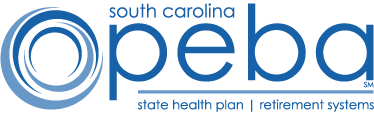 south carolina
peba
SM
state health plan | retirement systems